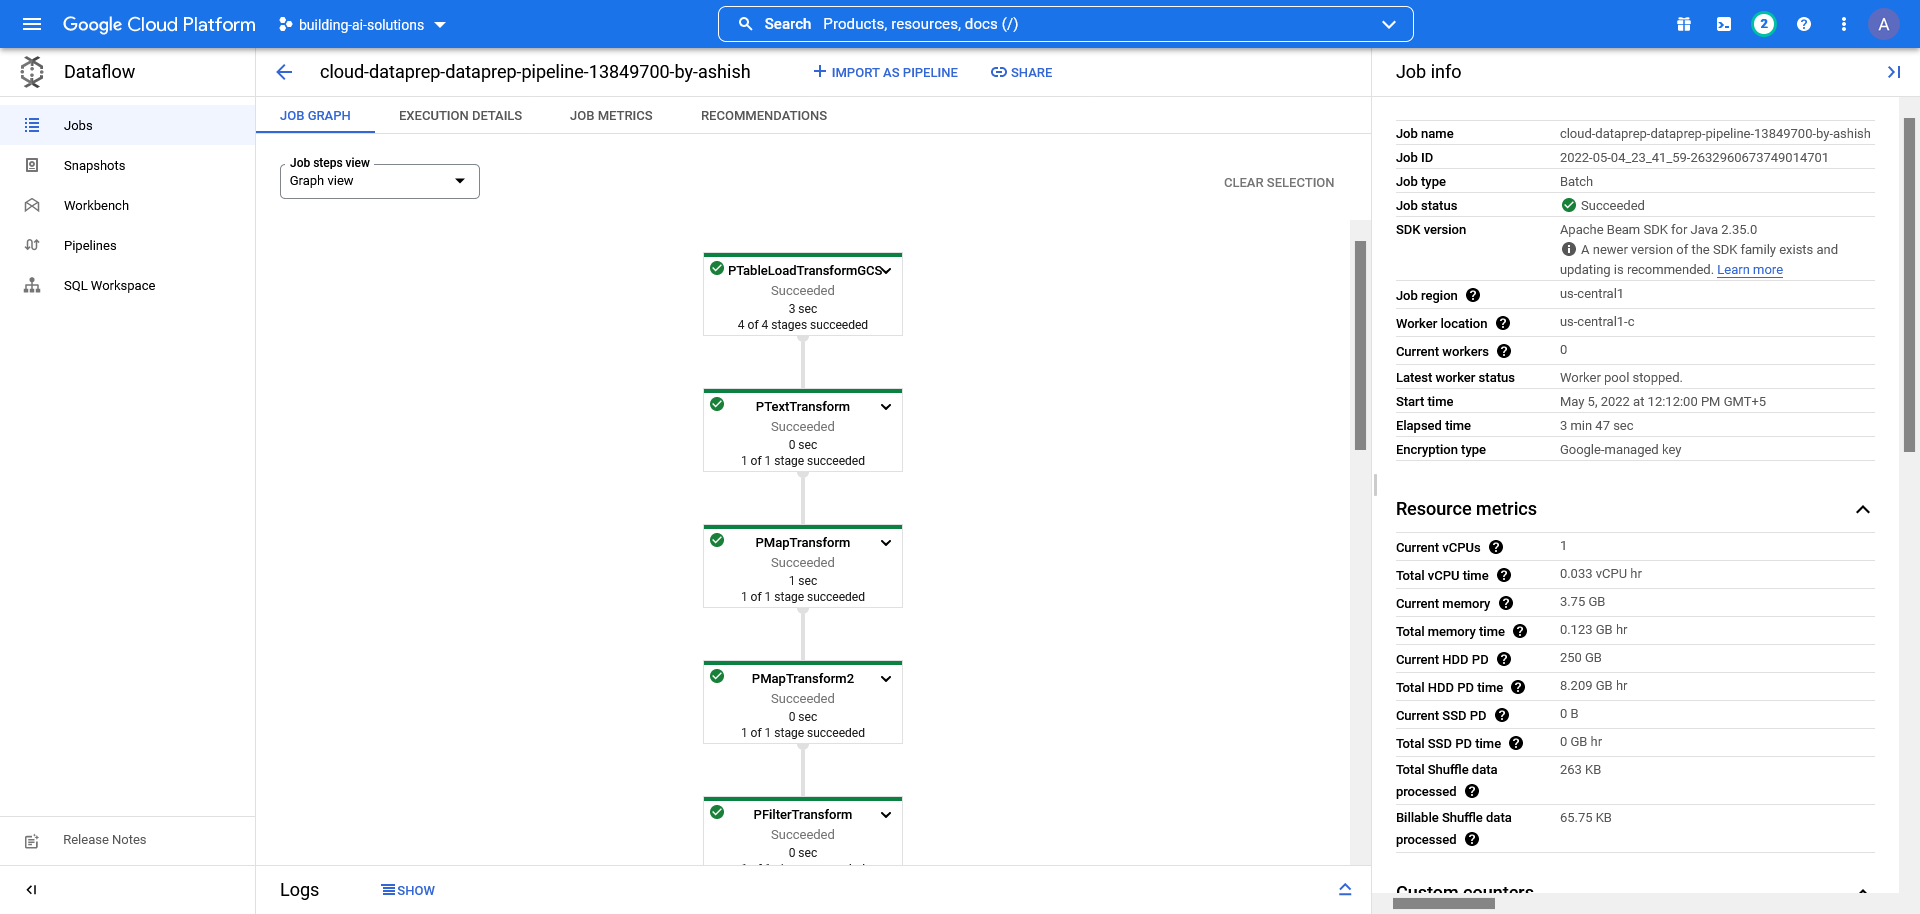 Google Cloud Platform
building-ai-solutions
Search Products, resources, docs (/)
2
A
Dataflow
Jobs
Snapshots
Workbench
Pipelines
SQL Workspace
Release Notes
cloud-dataprep-dataprep-pipeline-13849700-by-ashish
IMPORT AS PIPELINE
SHARE
JOB GRAPH
EXECUTION DETAILS
JOB METRICS
RECOMMENDATIONS
Job steps view
Graph view
CLEAR SELECTION
PTableLoadTransformGCS
Succeeded
3 sec
4 of 4 stages succeeded
PTextTransform
Succeeded
0 sec
1 of 1 stage succeeded
PMapTransform
Succeeded
1 sec
1 of 1 stage succeeded
PMapTransform2
Succeeded
0 sec
1 of 1 stage succeeded
PFilterTransform
Succeeded
0 sec
Logs
SHOW
Job info
Job name cloud-dataprep-dataprep-pipeline-13849700-by-ashish
Job ID 2022-05-04_23_41_59-2632960673749014701
Job type Batch
Job status Succeeded
SDK version Apache Beam SDK for Java 2.35.0
A newer version of the SDK family exists and
updating is recommended. Learn more
Job region us-central1
Worker location us-central1-c
Current workers 0
Latest worker status Worker pool stopped.
Start time May 5, 2022 at 12:12:00 PM GMT+5
Elapsed time 3 min 47 sec
Encryption type Google-managed key
Resource metrics
Current vCPUs 1
Total vCPU time 0.033 vCPU hr
Current memory 3.75 GB
Total memory time 0.123 GB hr
Current HDD PD 250 GB
Total HDD PD time 8.209 GB hr
Current SSD PD 0 B
Total SSD PD time 0 GB hr
Total Shuffle data 263 KB
processed
Billable Shuffle data 65.75 KB
processed
Custom counters